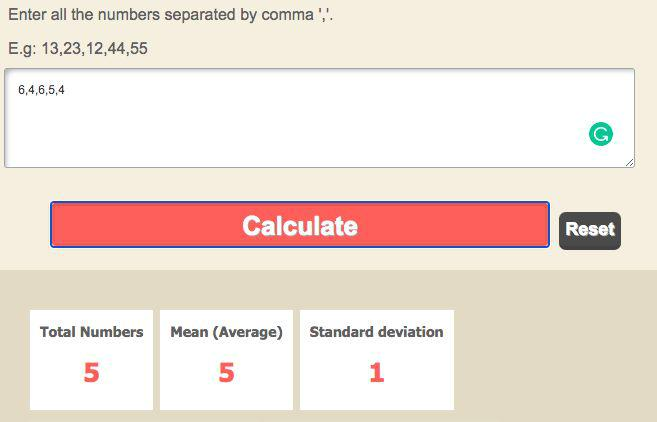 Enter all the numbers separated by comma ','.
E.g: 13,23,12,44,55
6,4,6,5,4
Calculate
Reset
Total Numbers
5
Mean (Average)
5
Standard deviation
1